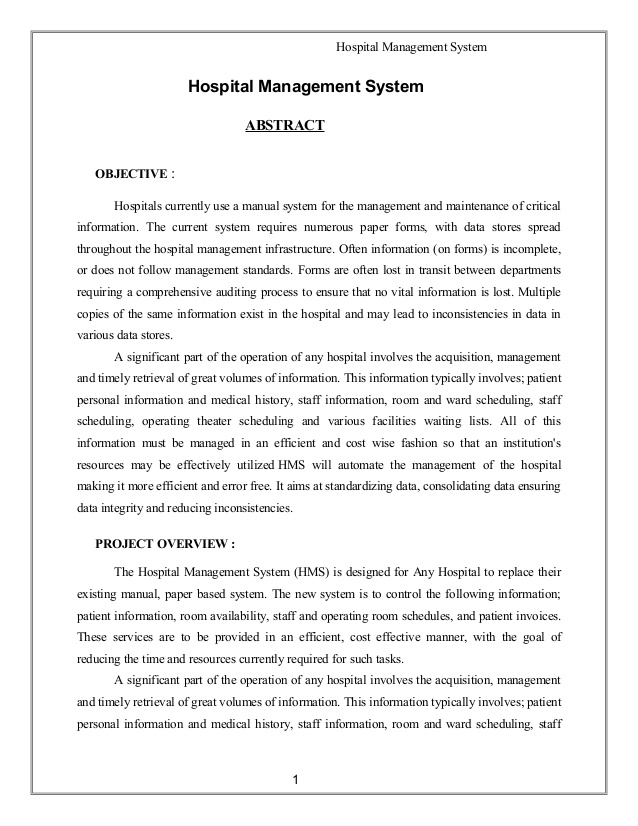 Hospital Management System
Hospital Management System
ABSTRACT
OBJECTIVE :
Hospitals currently use a manual system for the management and maintenance of critical
information. The current system requires numerous paper forms, with data stores spread
throughout the hospital management infrastructure. Often information (on forms) is incomplete,
or does not follow management standards. Forms are often lost in transit between departments
requiring a comprehensive auditing process to ensure that no vital information is lost. Multiple
copies of the same information exist in the hospital and may lead to inconsistencies in data in
various data stores.
A significant part of the operation of any hospital involves the acquisition, management
and timely retrieval of great volumes of information. This information typically involves; patient
personal information and medical history, staff information, room and ward scheduling, staff
scheduling, operating theater scheduling and various facilities waiting lists. All of this
information must be managed in an efficient and cost wise fashion so that an institution's
resources may be effectively utilized HMS will automate the management of the hospital
making it more efficient and error free. It aims at standardizing data, consolidating data ensuring
data integrity and reducing inconsistencies.
PROJECT OVERVIEW :
The Hospital Management System (HMS) is designed for Any Hospital to replace their
existing manual, paper based system. The new system is to control the following information;
patient information, room availability, staff and operating room schedules, and patient invoices.
These services are to be provided in an efficient, cost effective manner, with the goal of
reducing the time and resources currently required for such tasks.
A significant part of the operation of any hospital involves the acquisition, management
and timely retrieval of great volumes of information. This information typically involves; patient
personal information and medical history, staff information, room and ward scheduling, staff
1